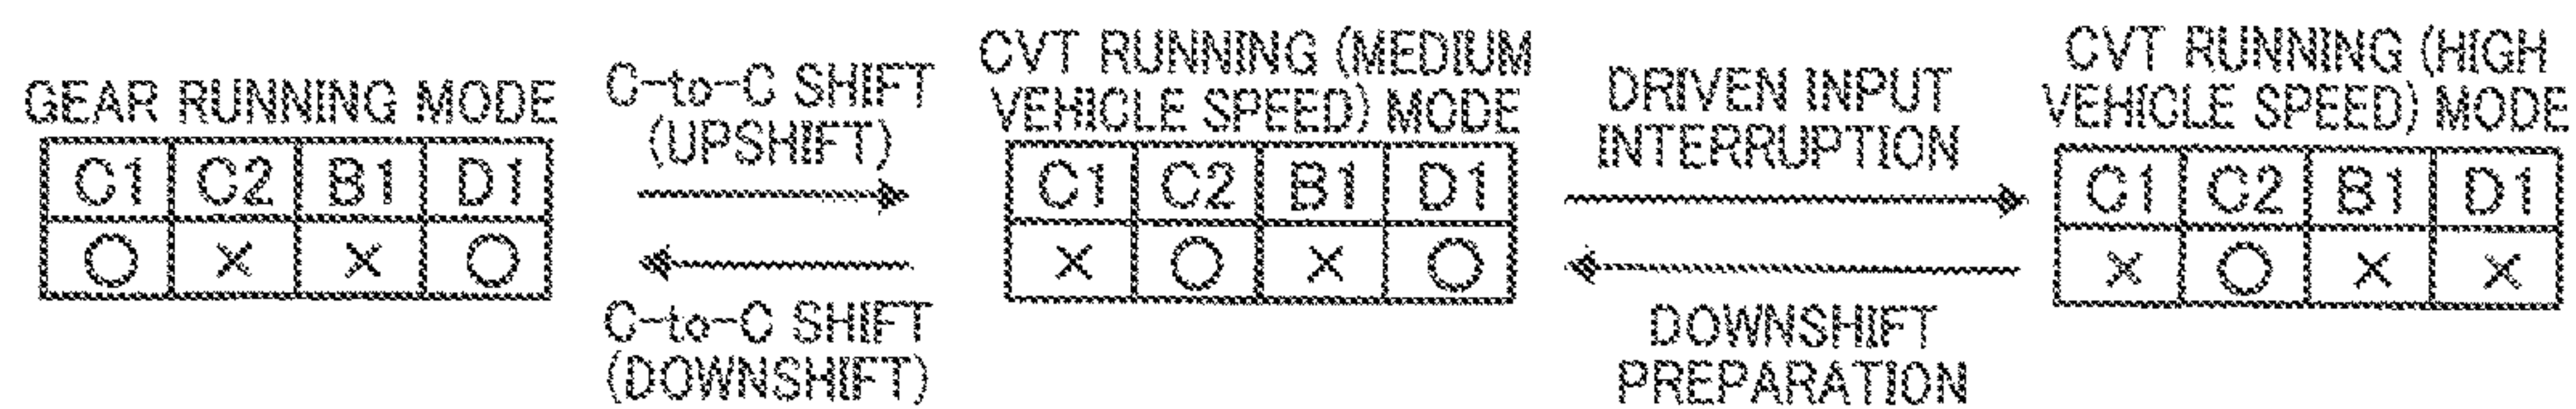 GEAR RUNNING MODE
C1 C2 B1 D1
○ × × ○
C-to-C SHIFT
(UPSHIFT)
C-to-C SHIFT
(DOWNSHIFT)
CVT RUNNING (MEDIUM
VEHICLE SPEED) MODE
C1 C2 B1 D1
× ○ × ○
DRIVEN INPUT
INTERRUPTION
DOWNSHIFT
PREPARATION
CVT RUNNING (HIGH
VEHICLE SPEED) MODE
C1 C2 B1 D1
× ○ × ×